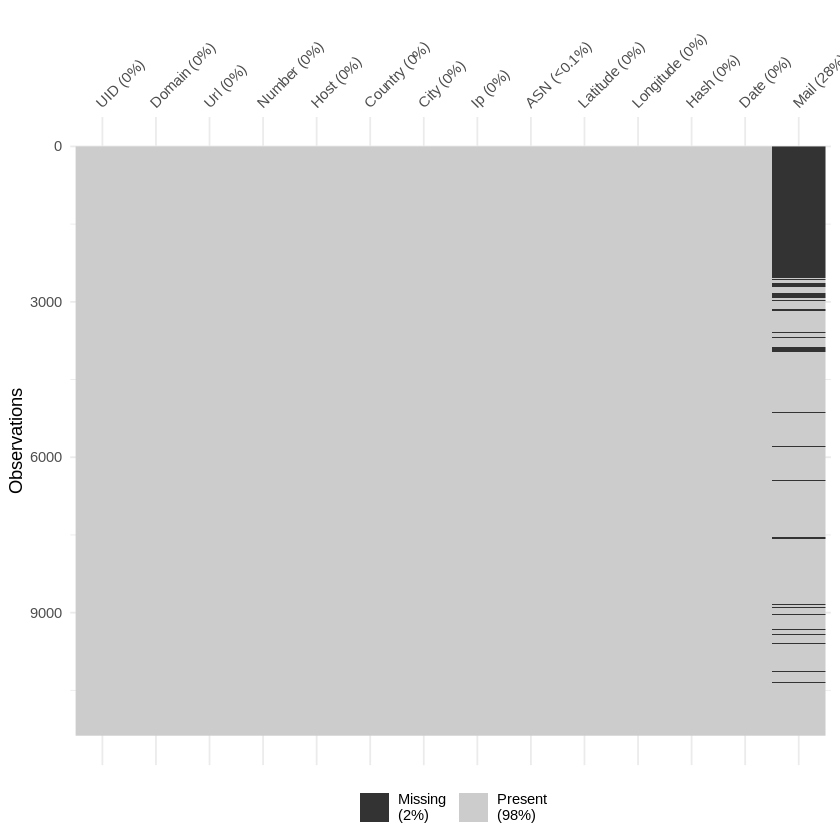 UID (0%)
Domain (0%)
Url (0%)
Number (0%)
Host (0%)
Country (0%)
City (0%)
Ip (0%)
ASN (<0.1%)
Latitude (0%)
Longitude (0%)
Hash (0%)
Date (0%)
Mail (28%
0
3000
6000
9000
Observations
Missing
(2%)
Present
(98%)